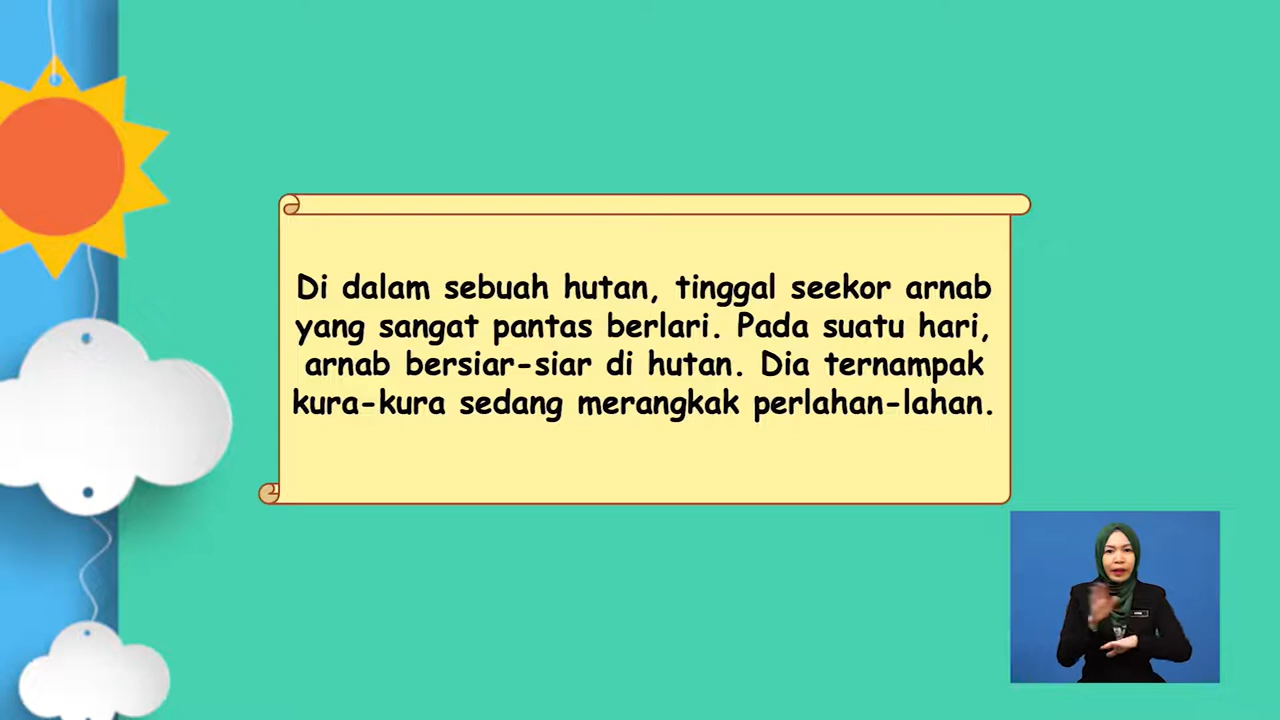 Di dalam sebuah hutan, tinggal seekor arnab
yang sangat pantas berlari. Pada suatu hari,
arnab bersiar-siar di hutan. Dia ternampak
kura-kura sedang merangkak perlahan-lahan.